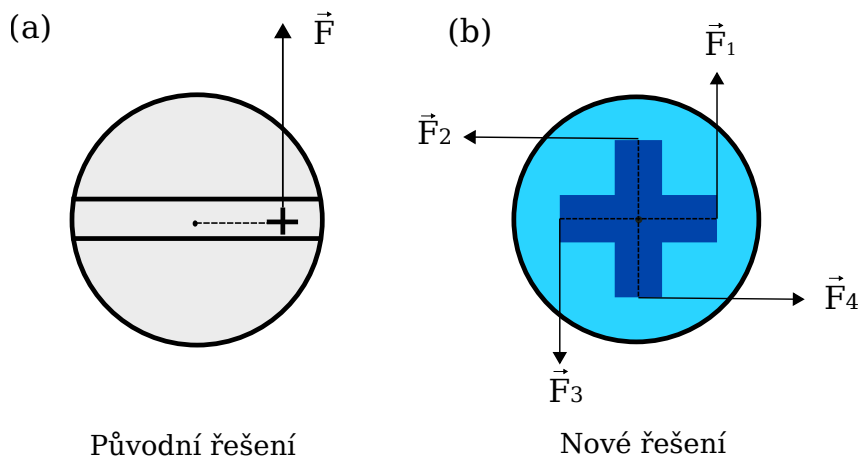 (a)
F⃗
(b)
F⃗1
F⃗2
F⃗4
F⃗3
Původní řešení
Nové řešení